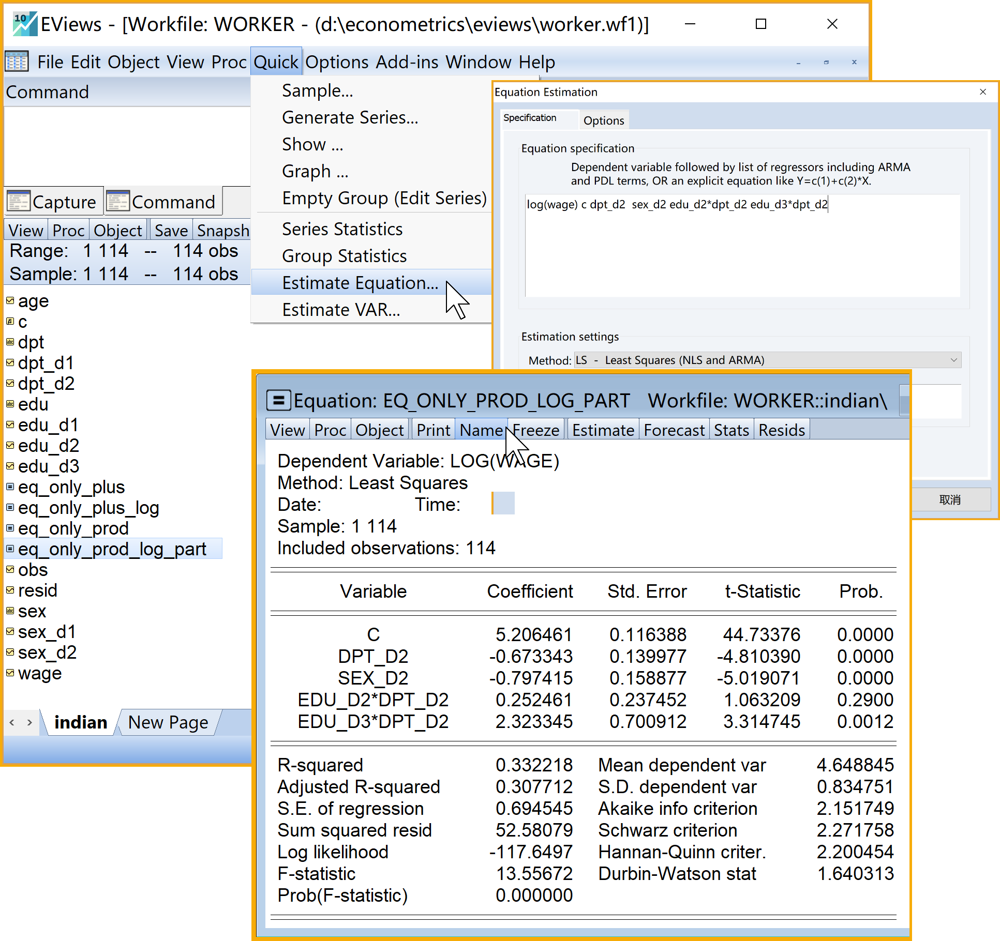 10 EViews - [Workfile: WORKER - (d:\econometrics\eviews\worker.wf1)]
File Edit Object View Proc Quick Options Add-ins Window Help
Command
Sample...
Generate Series...
Show ...
Graph ...
Empty Group (Edit Series)
Series Statistics
Group Statistics
Estimate Equation...
Estimate VAR...
Capture Command
View Proc Object Save Snapsh
Range: 1 114 -- 114 obs
Sample: 1 114 -- 114 obs
age
c
dpt
dpt_d1
dpt_d2
edu
edu_d1
edu_d2
edu_d3
eq_only_plus
eq_only_plus_log
eq_only_prod
eq_only_prod_log_part
obs
resid
sex
sex_d1
sex_d2
wage
indian New Page
Equation Estimation
Specification Options
Equation specification
Dependent variable followed by list of regressors including ARMA
and PDL terms, OR an explicit equation like Y=c(1)+c(2)*X.
log(wage) c dpt_d2 sex_d2 edu_d2*dpt_d2 edu_d3*dpt_d2
Estimation settings
Method: LS - Least Squares (NLS and ARMA)
取消
Equation: EQ_ONLY_PROD_LOG_PART Workfile: WORKER::indian\
View Proc Object Print Name Freeze Estimate Forecast Stats Resids
Dependent Variable: LOG(WAGE)
Method: Least Squares
Date: Time:
Sample: 1 114
Included observations: 114
Variable Coefficient Std. Error t-Statistic Prob.
C 5.206461 0.116388 44.73376 0.0000
DPT_D2 -0.673343 0.139977 -4.810390 0.0000
SEX_D2 -0.797415 0.158877 -5.019071 0.0000
EDU_D2*DPT_D2 0.252461 0.237452 1.063209 0.2900
EDU_D3*DPT_D2 2.323345 0.700912 3.314745 0.0012
R-squared 0.332218 Mean dependent var 4.648845
Adjusted R-squared 0.307712 S.D. dependent var 0.834751
S.E. of regression 0.694545 Akaike info criterion 2.151749
Sum squared resid 52.58079 Schwarz criterion 2.271758
Log likelihood -117.6497 Hannan-Quinn criter. 2.200454
F-statistic 13.55672 Durbin-Watson stat 1.640313
Prob(F-statistic) 0.000000